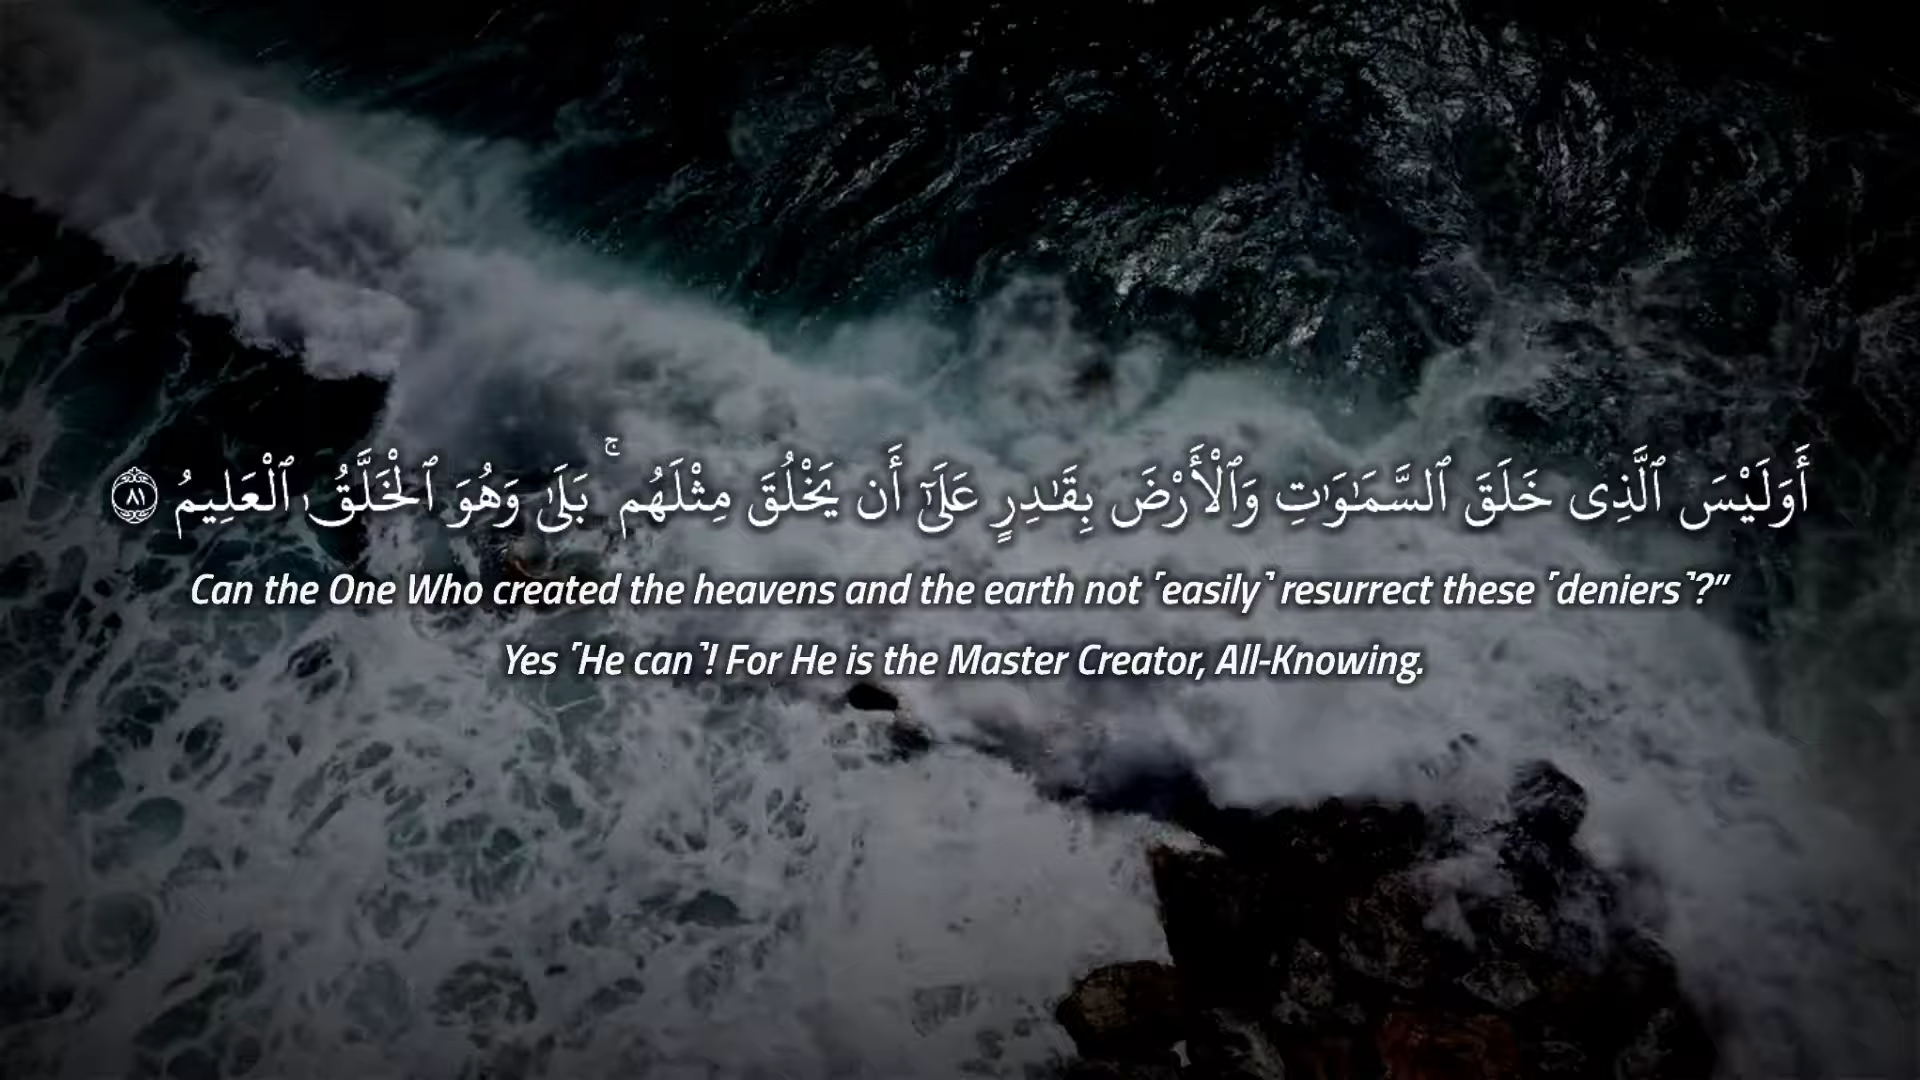 أَوَلَيْسَ ٱلَّذِى خَلَقَ ٱلسَّمَـٰوَٰتِ وَٱلْأَرْضَ بِقَـٰدِرٍ عَلَىٰٓ أَن يَخْلُقَ مِثْلَهُم ۚ بَلَىٰ وَهُوَ ٱلْخَلَّـٰقُ ٱلْعَلِيمُ ٨١
Can the One Who created the heavens and the earth not ˹easily˺ resurrect these ˹deniers˺?”
Yes ˹He can˺! For He is the Master Creator, All-Knowing.